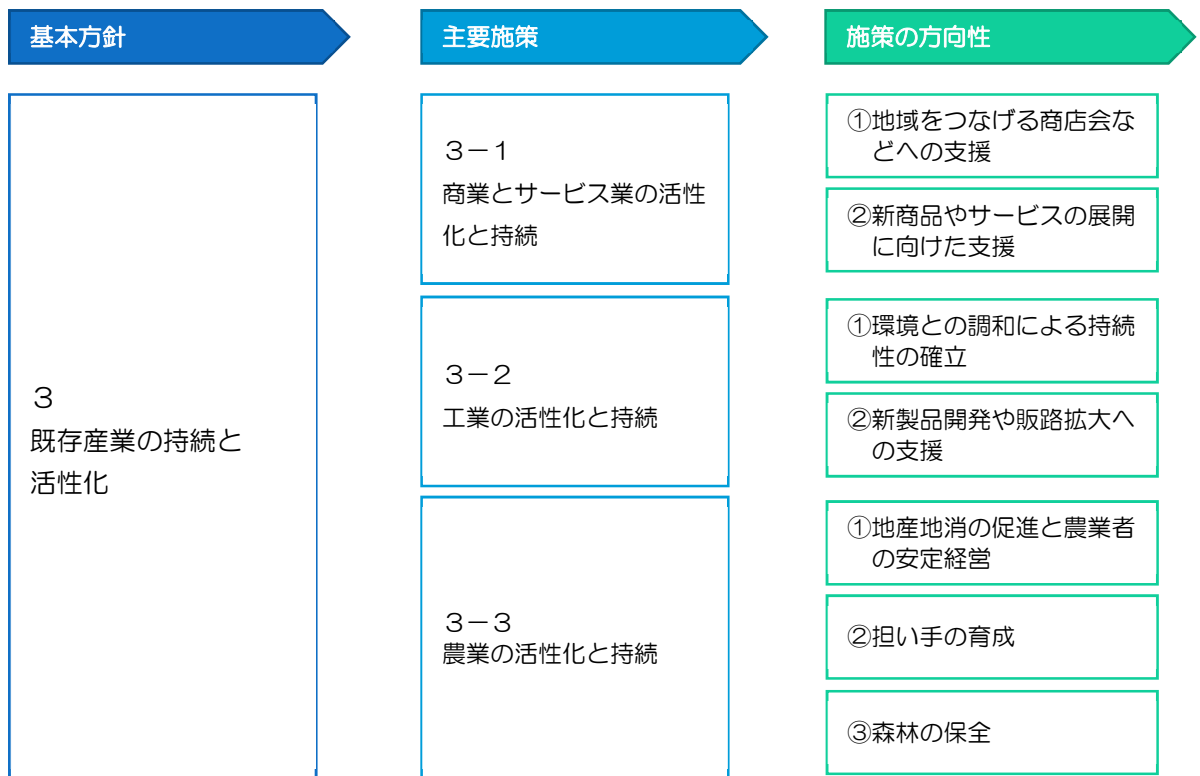 基本方針
主要施策
施策の方向性
3
既存産業の持続と
活性化
3-1
商業とサービス業の活性
化と持続
①地域をつなげる商店会な
どへの支援
②新商品やサービスの展開
に向けた支援
3-2
工業の活性化と持続
①環境との調和による持続
性の確立
②新製品開発や販路拡大へ
の支援
3-3
農業の活性化と持続
①地産地消の促進と農業者
の安定経営
②担い手の育成
③森林の保全